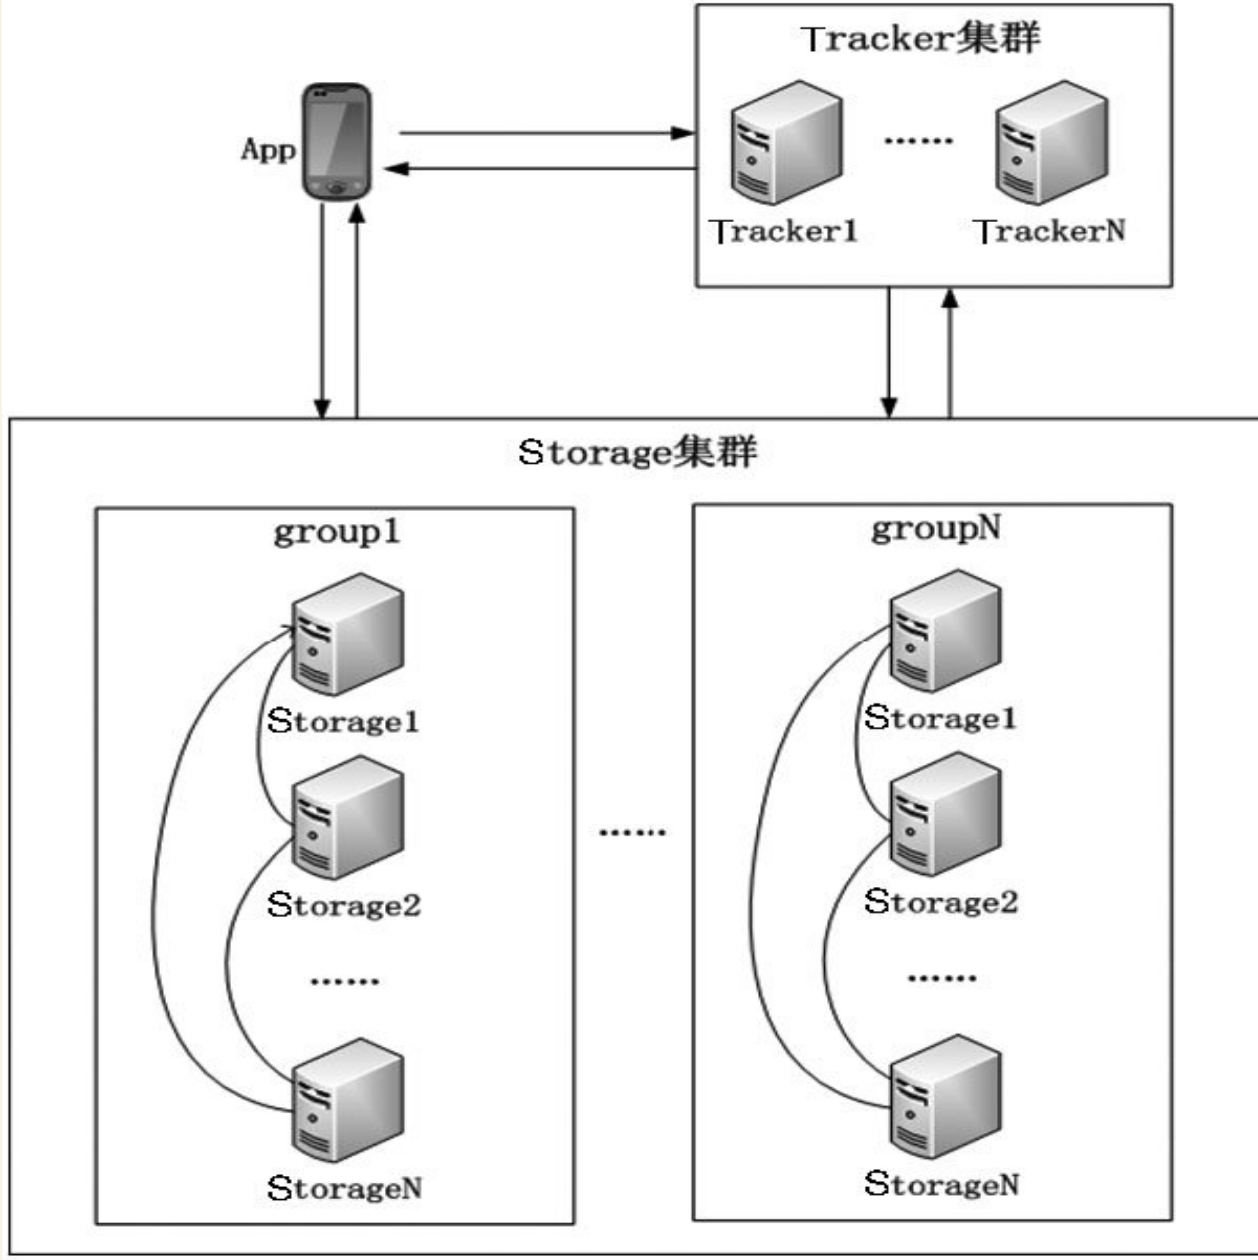 Tracker集群
App
……
Tracker1
TrackerN
Storage集群
group1
groupN
Storage1
Storage1
……
Storage2
Storage2
……
……
StorageN
StorageN